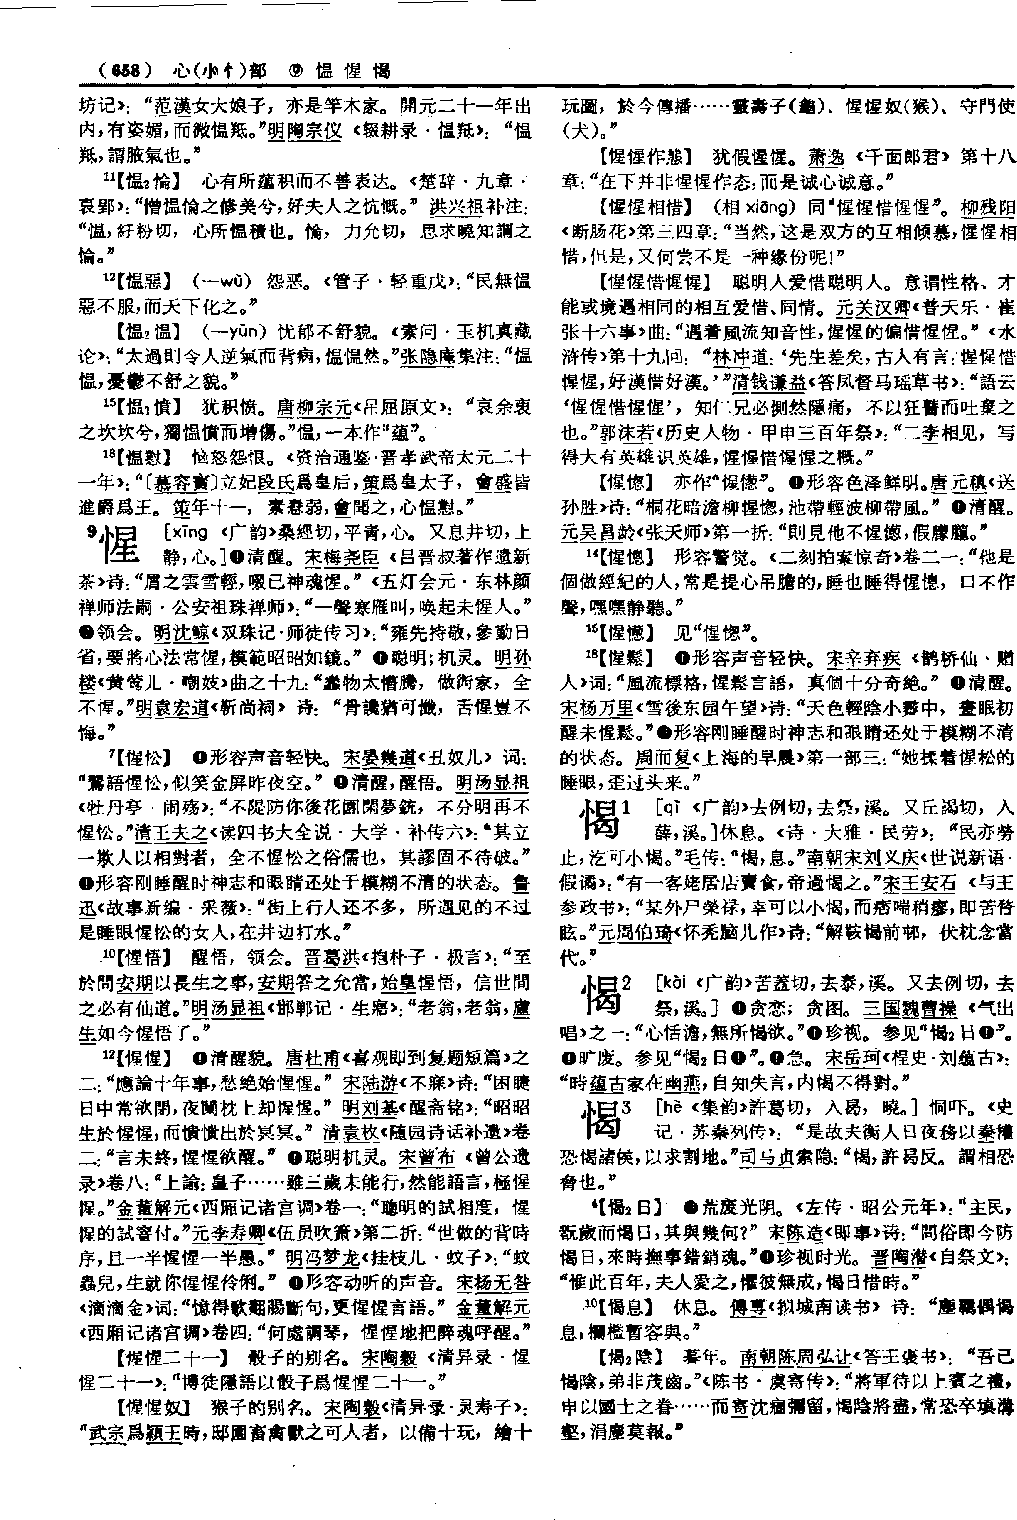 (658) 心(小忄)部 ⑨ 愠 惺 愒
坊记》：“范漢女大娘子，亦是竿木家。開元二十一年出
内，有姿媚，而微愠羝。”明陶宗仪《辍耕录·愠羝》：“愠
羝，謂腋氣也。”
11【愠2惀】 心有所蕴积而不善表达。《楚辞·九章·
哀郢》：“憎愠惀之修美兮，好夫人之忼慨。”洪兴祖补注：
“愠，紆粉切，心所愠積也。惀，力允切，思求曉知謂之
惀。”
12【愠惡】 （—wù） 怨恶。《管子·轻重戊》：“民無愠
惡不服，而天下化之。”
【愠2愠】 （—yùn）忧郁不舒貌。《素问·玉机真藏
论》：“太過則令人逆氣而背病，愠愠然。”张隐庵集注：“愠
愠，憂鬱不舒之貌。”
15【愠1憤】 犹积愤。唐柳宗元《吊屈原文》：“哀余衷
之坎坎兮，獨愠憤而增傷。”愠，一本作“蕴”。
18【愠懟】 恼怒怨恨。《资治通鉴·晋孝武帝太元二十
一年》：“〔慕容寶〕立妃段氏爲皇后，策爲皇太子，會盛皆
進爵爲王。策年十一，素惷弱，會聞之，心愠懟。”
9惺 [xīng 《广韵》桑經切，平青，心。又息井切，上
静，心。]❶清醒。宋梅尧臣《吕晋叔著作遗新
茶》诗：“屑之雲雪輕，啜已神魂惺。”《五灯会元·东林颜
禅师法嗣·公安祖珠禅师》：“一聲寒雁叫，唤起未惺人。”
❷领会。明沈鲸《双珠记·师徒传习》：“雍先持敬，參勤日
省，要將心法常惺，模範昭昭如鏡。”❸聪明；机灵。明孙
楼《黄莺儿·嘲妓》曲之十九：“蠢物太憎騰，做衏家，全
不惺。”明袁宏道《新尚祠》诗：“骨讒猶可懺，舌惺豈不
悔。”
7【惺松】 ❶形容声音轻快。宋晏幾道《丑奴儿》词：
“鶯語惺松，似笑金屏昨夜空。”❷清醒，醒悟。明汤显祖
《牡丹亭·闹殇》：“不隄防你後花園閑夢銃，不分明再不
惺松。”清王夫之《读四书大全说·大学·补传六》：“其立
一欺人以相對者，全不惺松之俗儒也，其謬固不待破。”
❸形容刚睡醒时神志和眼睛还处于模糊不清的状态。鲁
迅《故事新编·采薇》：“街上行人还不多，所遇见的不过
是睡眼惺松的女人，在井边打水。”
10【惺悟】 醒悟，领会。晋葛洪《抱朴子·极言》：“至
於問安期以長生之事，安期答之允當，始皇惺悟，信世間
之必有仙道。”明汤显祖《邯郸记·生寤》：“老翁，老翁，盧
生如今惺悟了。”
12【惺惺】 ❶清醒貌。唐杜甫《喜观即到复题短篇》之
二：“應論十年事，愁絶始惺惺。”宋陆游《不寐》诗：“困睫
日中常欲閉，夜闌枕上却惺惺。”明刘基《醒斋铭》：“昭昭
生於惺惺，而憒憒出於冥冥。”清袁枚《随园诗话补遗》卷
二：“言未終，惺惺欲醒。”❷聪明机灵。宋曾布《曾公遗
录》卷八：“上諭：皇子……雖三歲未能行，然能語言，極惺
惺。”金董解元《西厢记诸宫调》卷一：“聰明的試相度，惺
惺的試窨付。”元李寿卿《伍员吹箫》第二折：“世做的背時
序，且一半惺惺一半愚。”明冯梦龙《挂枝儿·蚊子》：“蚊
蟲兒，生就你惺惺伶俐。”❸形容动听的声音。宋杨无咎
《滴滴金》词：“憶得歌翻腸斷句，更惺惺言語。”金董解元
《西厢记诸宫调》卷四：“何處調琴，惺惺地把醉魂呼醒。”
【惺惺二十一】 骰子的别名。宋陶穀《清异录·惺
惺二十一》：“博徒隱語以骰子爲惺惺二十一。”
【惺惺奴】 猴子的别名。宋陶穀《清异录·灵寿子》：
“武宗爲潁王時，邸園畜禽獸之可人者，以備十玩，繪十
玩圖，於今傳播……靈壽子(龜)、惺惺奴(猴)、守門使
(犬)。”
【惺惺作態】 犹假惺惺。萧逸《千面郎君》第十八
章：“在下并非惺惺作态；而是诚心诚意。”
【惺惺相惜】 （相xiāng）同“惺惺惜惺惺”。柳残阳
《断肠花》第三四章：“当然，这是双方的互相倾慕，惺惺相
惜，但是，又何尝不是一种缘份呢！”
【惺惺惜惺惺】 聪明人爱惜聪明人。意谓性格、才
能或境遇相同的相互爱惜、同情。元关汉卿《普天乐·崔
张十六事》曲：“遇着風流知音性，惺惺的偏惜惺惺。”《水
浒传》第十九回：“林冲道：‘先生差矣，古人有言：惺惺惜
惺惺，好漢惜好漢。’”清钱谦益《答凤督马瑶草书》：“語云
‘惺惺惜惺惺’，知仁兄必惻然隱痛，不以狂瞽而吐棄之
也。”郭沫若《历史人物·甲申三百年祭》：“二李相见，写
得大有英雄识英雄，惺惺惜惺惺之概。”
【惺惚】 亦作“惺憁”。❶形容色泽鲜明。唐元稹《送
孙胜》诗：“桐花暗澹柳惺惚，池帶輕波柳帶風。”❷清醒。
元吴昌龄《张天师》第一折：“則見他不惺憁，假朦朧。”
14【惺憁】 形容警觉。《二刻拍案惊奇》卷二一：“他是
個做經紀的人，常是提心吊膽的，睡也睡得惺憁，口不作
聲，嘿嘿静聽。”
15【惺憁】 见“惺惚”。
18【惺鬆】 ❶形容声音轻快。宋辛弃疾《鹊桥仙·赠
人》词：“風流標格，惺鬆言語，真個十分奇絶。”❷清醒。
宋杨万里《雪後东园午望》诗：“天色輕陰小霽中，晝眠初
醒未惺鬆。”❸形容刚睡醒时神志和眼睛还处于模糊不清
的状态。周而复《上海的早晨》第一部三：“她揉着惺松的
睡眼，歪过头来。”
愒1 [qì 《广韵》去例切，去祭，溪。又丘謁切，入
薛，溪。]休息。《诗·大雅·民劳》：“民亦勞
止，汔可小愒。”毛传：“愒，息。”南朝宋刘义庆《世说新语·
假谲》：“有一客姥居店賣食，帝過愒之。”宋王安石《与王
参政书》：“某外尸榮禄，幸可以小愒，而痞喘稍瘳，即苦昏
眩。”元周伯琦《怀秃脑儿作》诗：“解鞍愒前邨，伏枕念當
代。”
愒2 [kài 《广韵》苦蓋切，去泰，溪。又去例切，去
祭，溪。]❶贪恋；贪图。三国魏曹操《气出
唱》之一：“心恬澹，無所愒欲。”❷珍视。参见“愒2日❷”。
❸旷废。参见“愒2日❶”。❹急。宋岳珂《桯史·刘蕴古》：
“時蕴古家在幽燕，自知失言，内愒不得對。”
愒3 [hè 《集韵》許葛切，入曷，曉。]恫吓。《史
记·苏秦列传》：“是故夫衡人日夜務以秦權
恐愒諸侯，以求割地。”司马贞索隐：“愒，許曷反。謂相恐
脅也。”
4【愒2日】 ❶荒废光阴。《左传·昭公元年》：“主民，
翫歲而愒日，其與幾何？”宋陈造《即事》诗：“問俗即今防
愒日，來時撫事錯銷魂。”❷珍视时光。晋陶潜《自祭文》：
“惟此百年，夫人愛之，懼彼無成，愒日惜時。”
10【愒息】 休息。傅尃《拟城南读书》诗：“塵羈偶愒
息，欄檻暫容與。”
【愒2陰】 暮年。南朝陈周弘让《答王褒书》：“吾已
愒陰，弟非茂齒。”《陈书·虞寄传》：“將軍待以上賓之禮，
申以國士之眷……而寄沈痼彌留，愒陰將盡，常恐卒填溝
壑，涓塵莫報。”